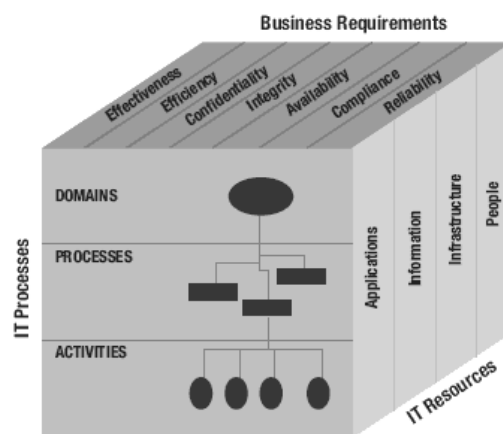 Business Requirements
Effectiveness
Efficiency
Confidentiality
Integrity
Availability
Compliance
Reliability
IT Processes
DOMAINS
PROCESSES
ACTIVITIES
Applications
Information
Infrastructure
People
IT Resources